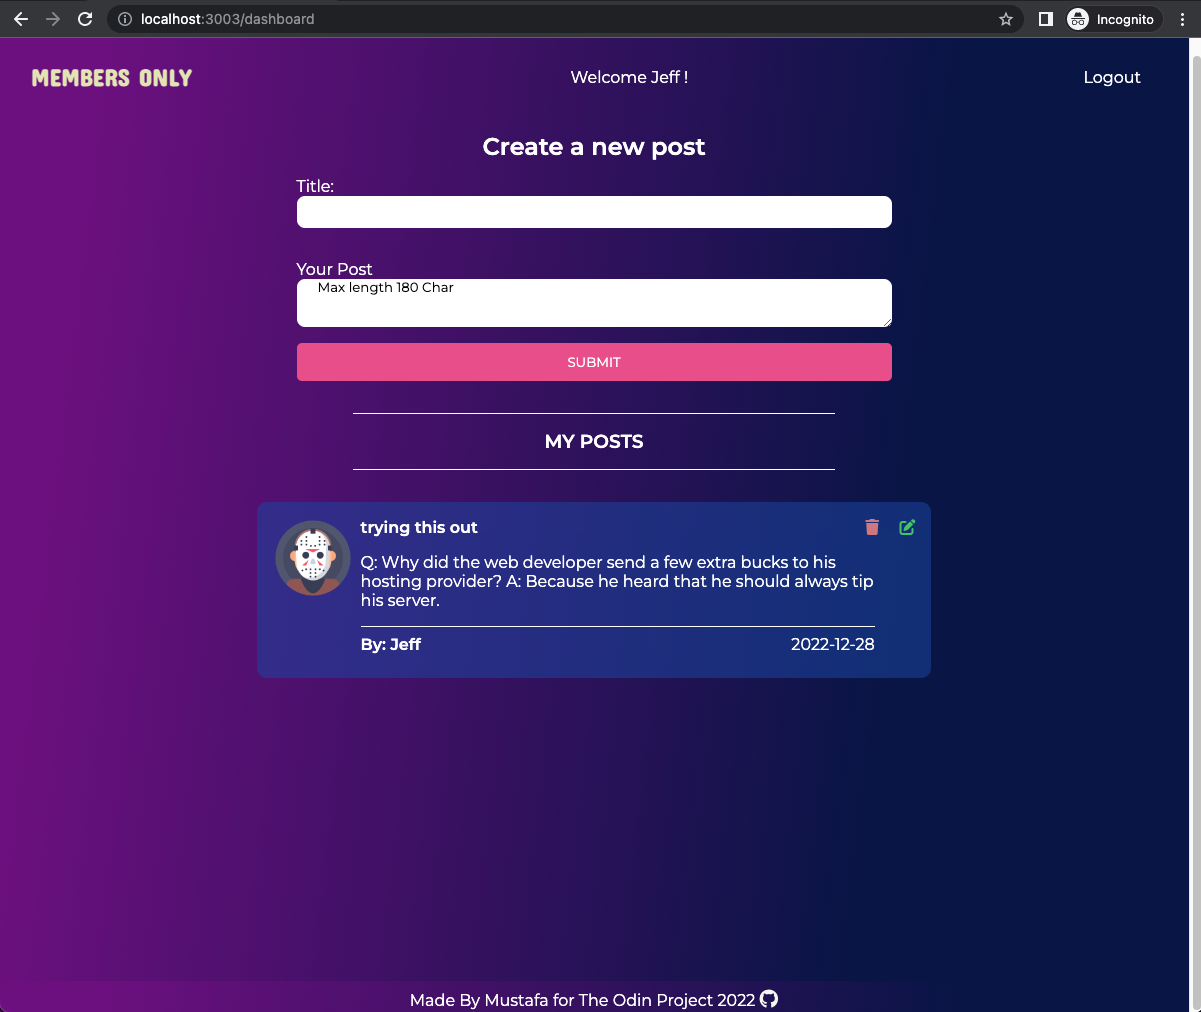 localhost:3003/dashboard
Incognito
MEMBERS ONLY
Welcome Jeff !
Logout
Create a new post
Title:
Your Post
Max length 180 Char
SUBMIT
MY POSTS
trying this out
Q: Why did the web developer send a few extra bucks to his
hosting provider? A: Because he heard that he should always tip
his server.
By: Jeff
2022-12-28
Made By Mustafa for The Odin Project 2022